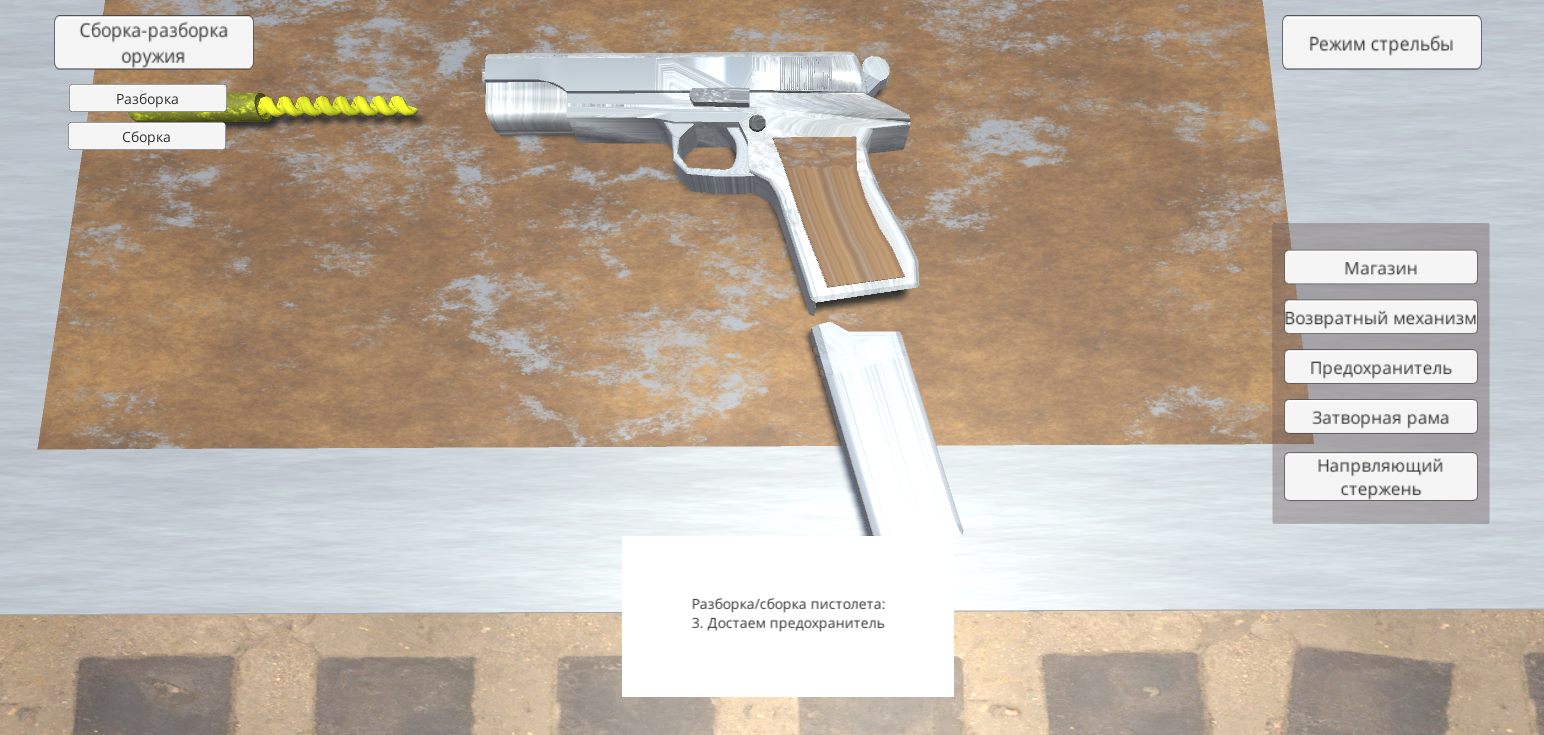 Сборка-разборка
оружия
Разборка
Сборка
Режим стрельбы
Магазин
Возвратный механизм
Предохранитель
Затворная рама
Напрвляющий
стержень
Разборка/сборка пистолета:
3. Достаем предохранитель